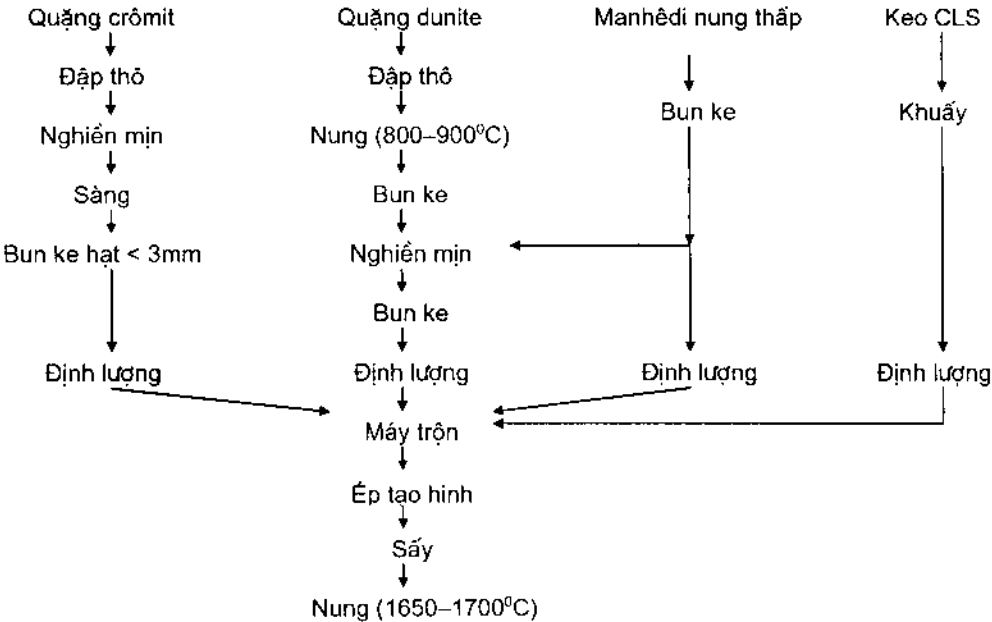 Quặng crômit
Đập thô
Nghiền mịn
Sàng
Bun ke hạt < 3mm
Định lượng
Quặng dunite
Đập thô
Nung (800–900⁰C)
Bun ke
Nghiền mịn
Bun ke
Định lượng
Máy trộn
Ép tạo hình
Sấy
Nung (1650–1700⁰C)
Manhêdi nung thấp
Bun ke
Định lượng
Keo CLS
Khuấy
Định lượng